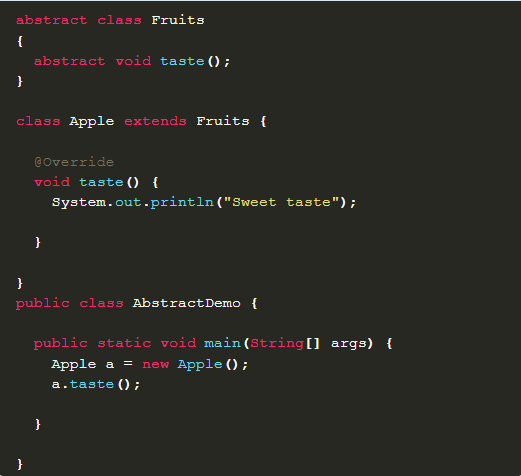 abstract class Fruits
{
  abstract void taste();
}
class Apple extends Fruits {
  @Override
  void taste() {
    System.out.println("Sweet taste");
  }
}
public class AbstractDemo {
  public static void main(String[] args) {
    Apple a = new Apple();
    a.taste();
  }
}